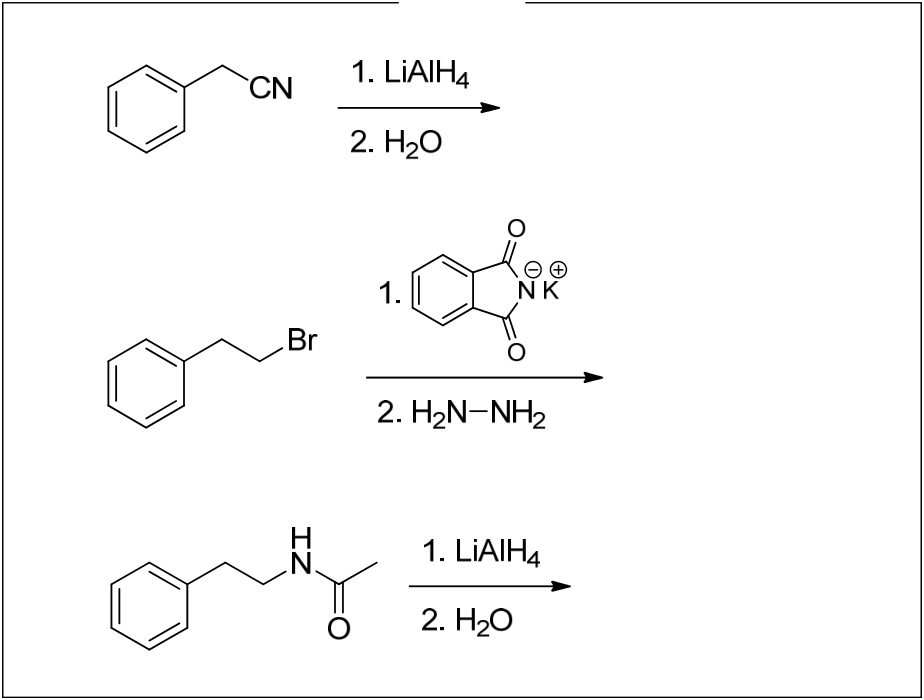 CN
1. LiAlH4
2. H2O
O
1.
N⊖ K⊕
O
Br
2. H2N–NH2
H
N
O
1. LiAlH4
2. H2O